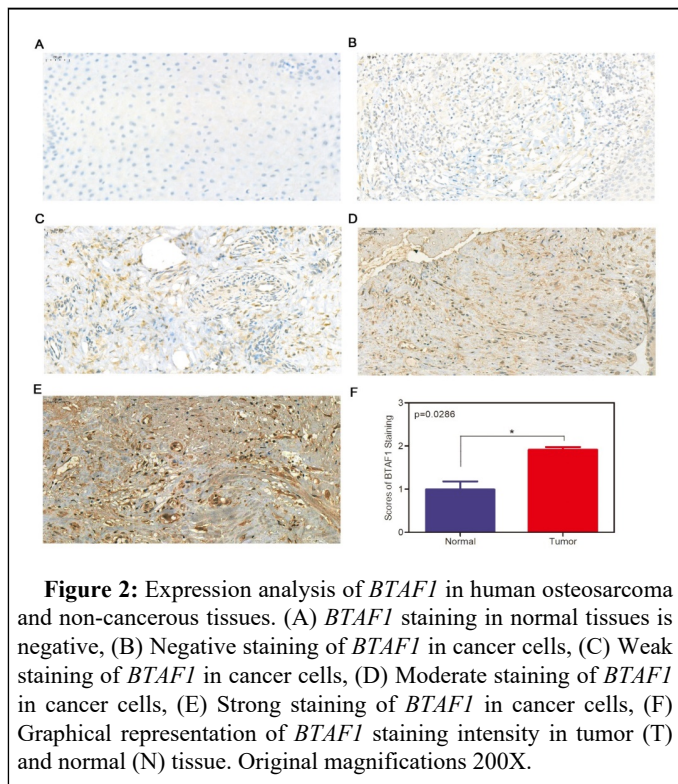 A
B
C
D
E
F
p=0.0286
*
Scores of BTAF1 Staining
3
2
1
0
Normal
Tumor
Figure 2: Expression analysis of BTAF1 in human osteosarcoma
and non-cancerous tissues. (A) BTAF1 staining in normal tissues is
negative, (B) Negative staining of BTAF1 in cancer cells, (C) Weak
staining of BTAF1 in cancer cells, (D) Moderate staining of BTAF1
in cancer cells, (E) Strong staining of BTAF1 in cancer cells, (F)
Graphical representation of BTAF1 staining intensity in tumor (T)
and normal (N) tissue. Original magnifications 200X.